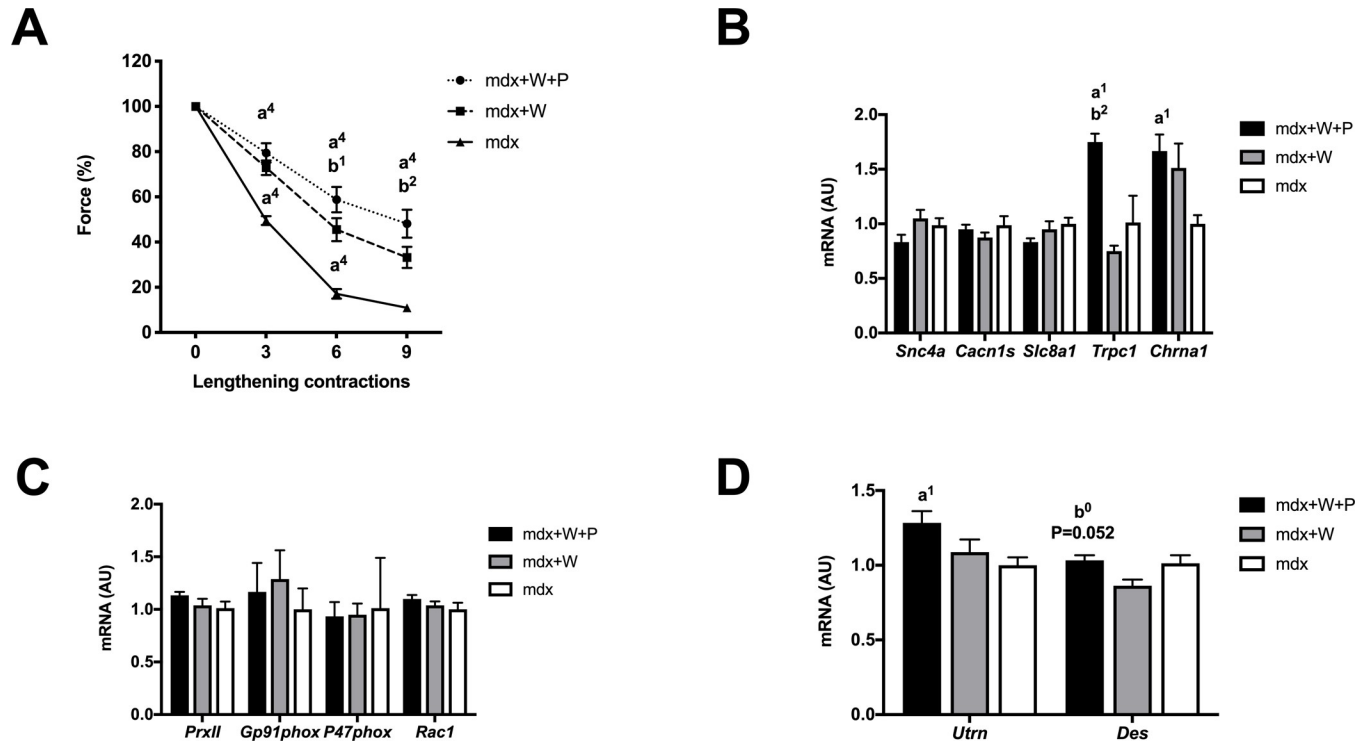 A
120
100
80
60
40
20
0
Force (%)
a⁴
a⁴
a⁴
b¹
a⁴
a⁴
b²
0 3 6 9
Lengthening contractions
mdx+W+P
mdx+W
mdx
B
2.0
1.5
1.0
0.5
0.0
mRNA (AU)
a¹
b²
a¹
Snc4a Cacn1s Slc8a1 Trpc1 Chrna1
mdx+W+P
mdx+W
mdx
C
2.0
1.5
1.0
0.5
0.0
mRNA (AU)
PrxII Gp91phox P47phox Rac1
mdx+W+P
mdx+W
mdx
D
1.5
1.0
0.5
0.0
mRNA (AU)
a¹
b⁰
P=0.052
Utrn Des
mdx+W+P
mdx+W
mdx